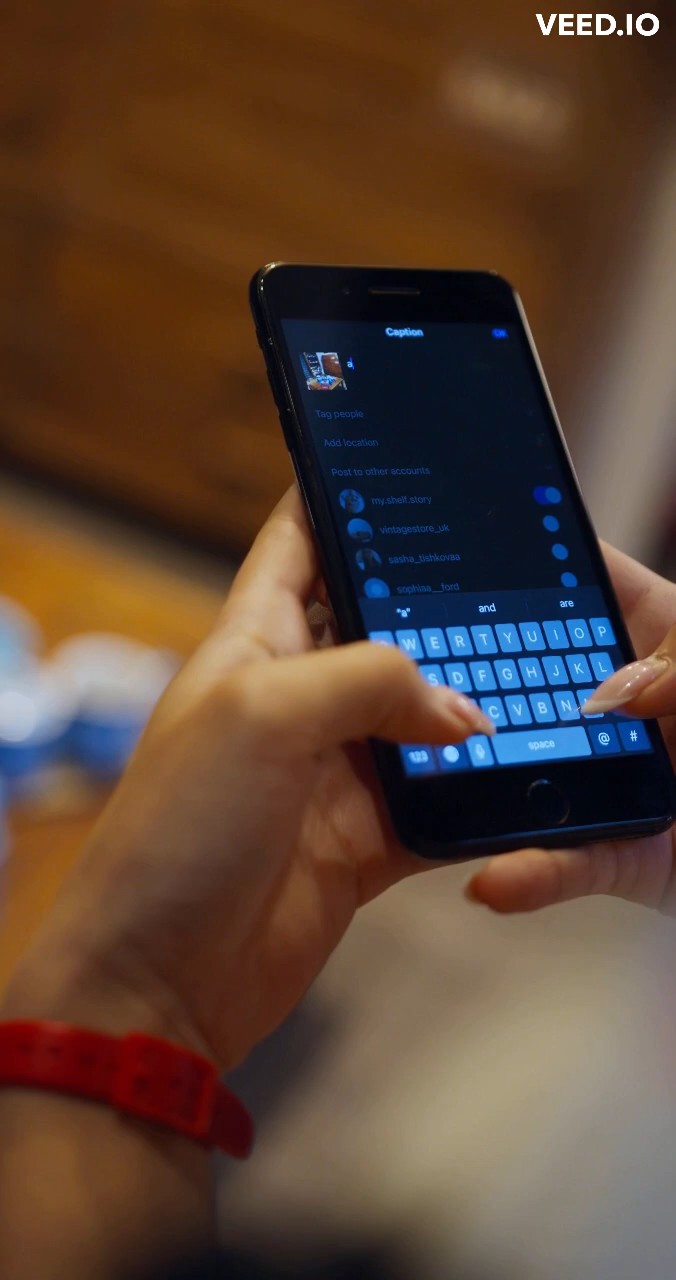 VEED.IO
Caption
OK
a
Tag people
Add location
Post to other accounts
my.shelf.story
vintagestore_uk
sasha_tishkovaa
sophiaa__ford
"a" and are
W E R T Y U I O P
S D F G H J K L
C V B N
123 space @ #